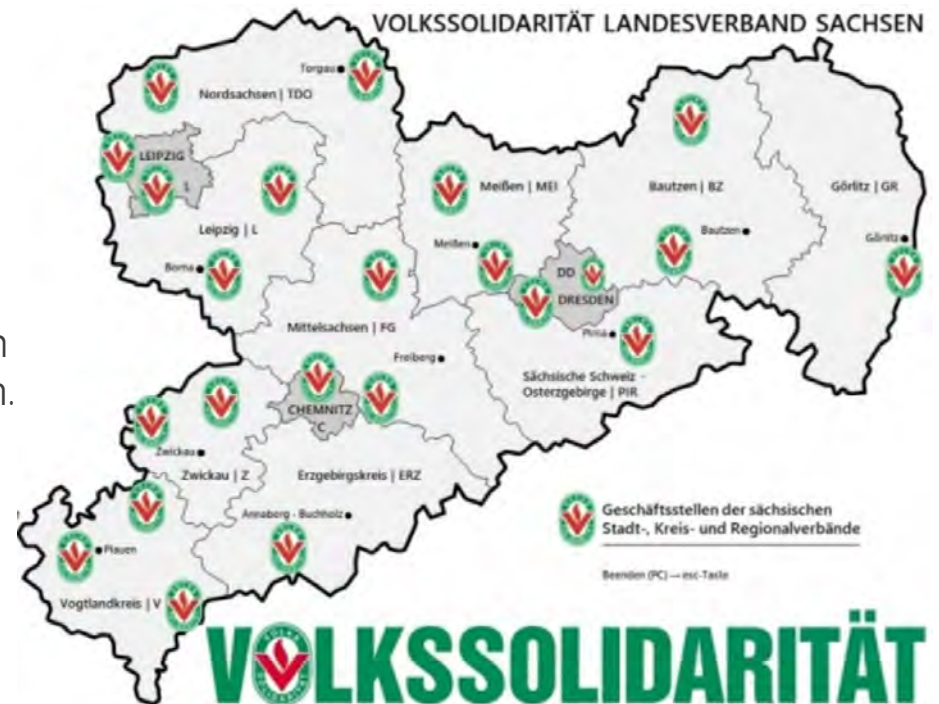 VOLKSSOLIDARITÄT LANDESVERBAND SACHSEN
Torgau
Nordsachsen | TDO
LEIPZIG
L
Leipzig | L
Borna
Meißen | MEI
Meißen
Bautzen | BZ
Bautzen
Görlitz | GR
Görlitz
DD
DRESDEN
Pirna
Sächsische Schweiz -
Osterzgebirge | PIR
Mittelsachsen | FG
Freiberg
CHEMNITZ
C
Zwickau
Zwickau | Z
Erzgebirgskreis | ERZ
Annaberg - Buchholz
Plauen
Vogtlandkreis | V
n
n.
Geschäftsstellen der sächsischen
Stadt-, Kreis- und Regionalverbände
Beenden (PC) → esc-Taste
VOLKSSOLIDARITÄT